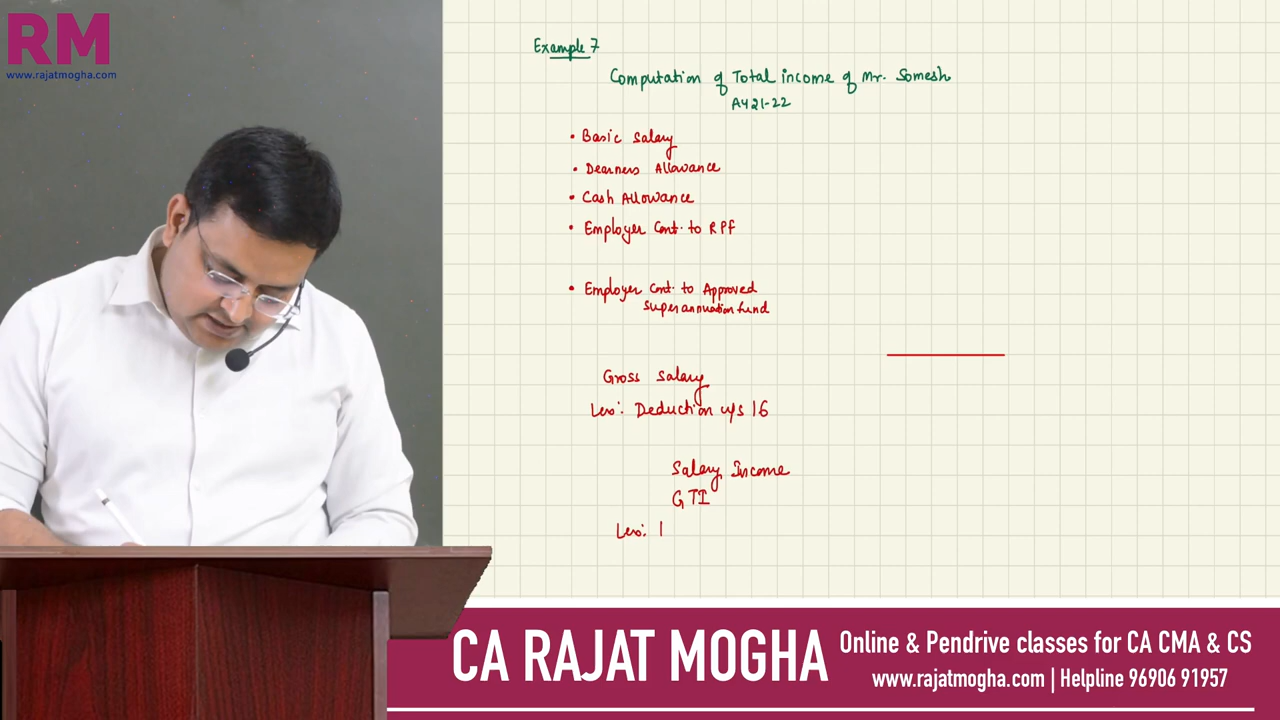 RM
www.rajatmogha.com
Example 7
Computation of Total income of Mr. Somesh
AY 21-22
• Basic Salary
• Dearness Allowance
• Cash Allowance
• Employer Cont. to RPF
• Employer Cont. to Approved
Superannuation fund
Gross Salary
Less: Deduction u/s 16
Salary Income
GTI
Less: |
CA RAJAT MOGHA
Online & Pendrive classes for CA CMA & CS
www.rajatmogha.com | Helpline 96906 91957